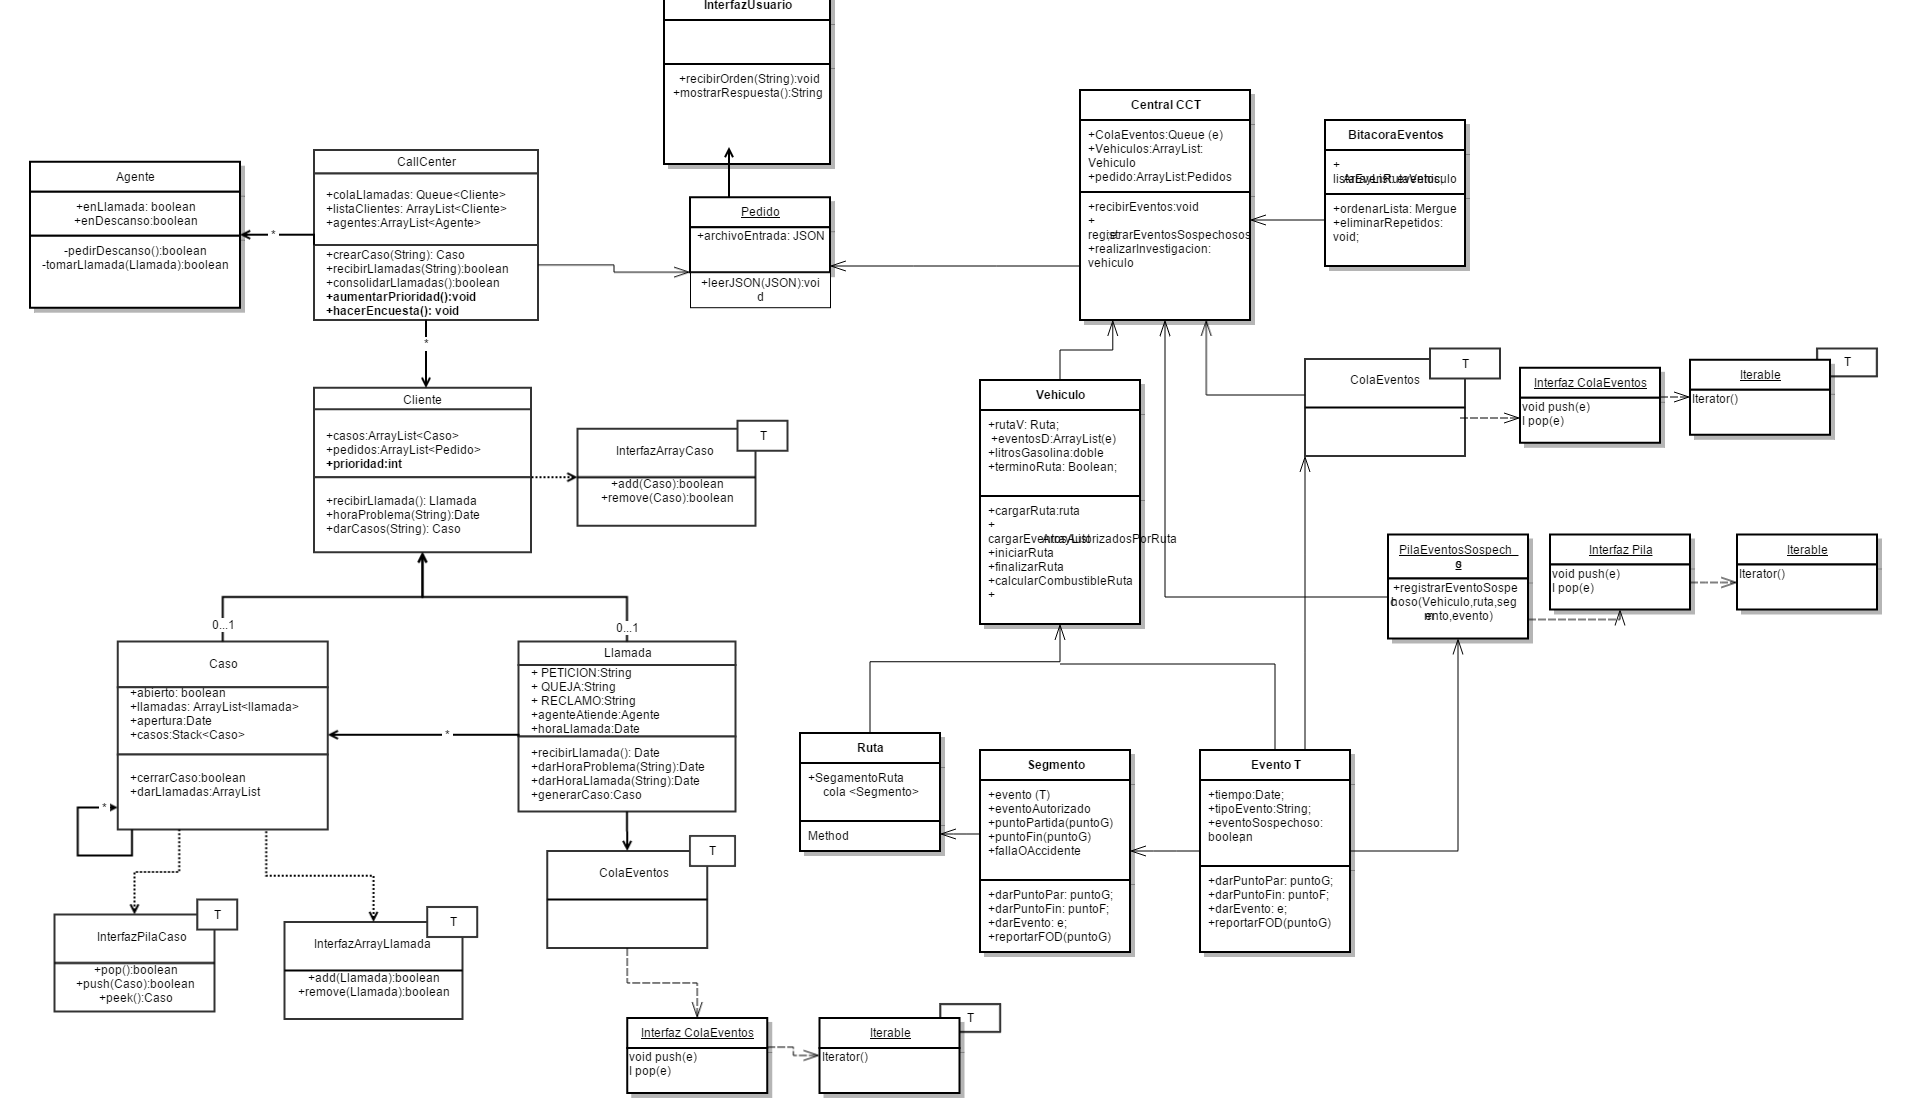 InterfazUsuario
+recibirOrden(String):void
+mostrarRespuesta():String
Agente
+enLlamada: boolean
+enDescanso:boolean
-pedirDescanso():boolean
-tomarLlamada(Llamada):boolean
*
CallCenter
+colaLlamadas: Queue<Cliente>
+listaClientes: ArrayList<Cliente>
+agentes:ArrayList<Agente>
+crearCaso(String): Caso
+recibirLlamadas(String):boolean
+consolidarLlamadas():boolean
+aumentarPrioridad():void
+hacerEncuesta(): void
*
Pedido
+archivoEntrada: JSON
+leerJSON(JSON):voi
d
Central CCT
+ColaEventos:Queue (e)
+Vehiculos:ArrayList:
Vehiculo
+pedido:ArrayList:Pedidos
+recibirEventos:void
+
+realizarInvestigacion:
vehiculo
BitacoraEventos
+
+ordenarLista: Mergue
+eliminarRepetidos:
void;
Cliente
+casos:ArrayList<Caso>
+pedidos:ArrayList<Pedido>
+prioridad:int
+recibirLlamada(): Llamada
+horaProblema(String):Date
+darCasos(String): Caso
T
InterfazArrayCaso
+add(Caso):boolean
+remove(Caso):boolean
Vehiculo
+rutaV: Ruta;
+eventosD:ArrayList(e)
+litrosGasolina:doble
+terminoRuta: Boolean;
+cargarRuta:ruta
+
+iniciarRuta
+finalizarRuta
+calcularCombustibleRuta
+
T
ColaEventos
Interfaz ColaEventos
void push(e)
I pop(e)
T
Iterable
Iterator()
PilaEventosSospech
+registrarEventoSospe
Interfaz Pila
void push(e)
I pop(e)
Iterable
Iterator()
0...1
0...1
Caso
+abierto: boolean
+llamadas: ArrayList<llamada>
+apertura:Date
+casos:Stack<Caso>
+cerrarCaso:boolean
+darLlamadas:ArrayList
*
*
Llamada
+ PETICION:String
+ QUEJA:String
+ RECLAMO:String
+agenteAtiende:Agente
+horaLlamada:Date
+recibirLlamada(): Date
+darHoraProblema(String):Date
+darHoraLlamada(String):Date
+generarCaso:Caso
Ruta
+SegamentoRuta
cola <Segmento>
Method
Segmento
+evento (T)
+eventoAutorizado
+puntoPartida(puntoG)
+puntoFin(puntoG)
+fallaOAccidente
+darPuntoPar: puntoG;
+darPuntoFin: puntoF;
+darEvento: e;
+reportarFOD(puntoG)
Evento T
+tiempo:Date;
+tipoEvento:String;
+eventoSospechoso:
boolean
+darPuntoPar: puntoG;
+darPuntoFin: puntoF;
+darEvento: e;
+reportarFOD(puntoG)
T
ColaEventos
T
InterfazPilaCaso
+pop():boolean
+push(Caso):boolean
+peek():Caso
T
InterfazArrayLlamada
+add(Llamada):boolean
+remove(Llamada):boolean
Interfaz ColaEventos
void push(e)
I pop(e)
T
Iterable
Iterator()